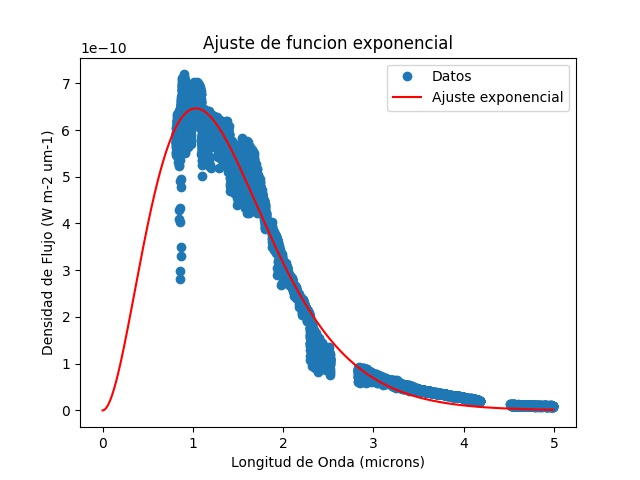 Ajuste de funcion exponencial
1e−10
Datos
Ajuste exponencial
7
6
5
4
3
2
1
0
Densidad de Flujo (W m-2 um-1)
0 1 2 3 4 5
Longitud de Onda (microns)